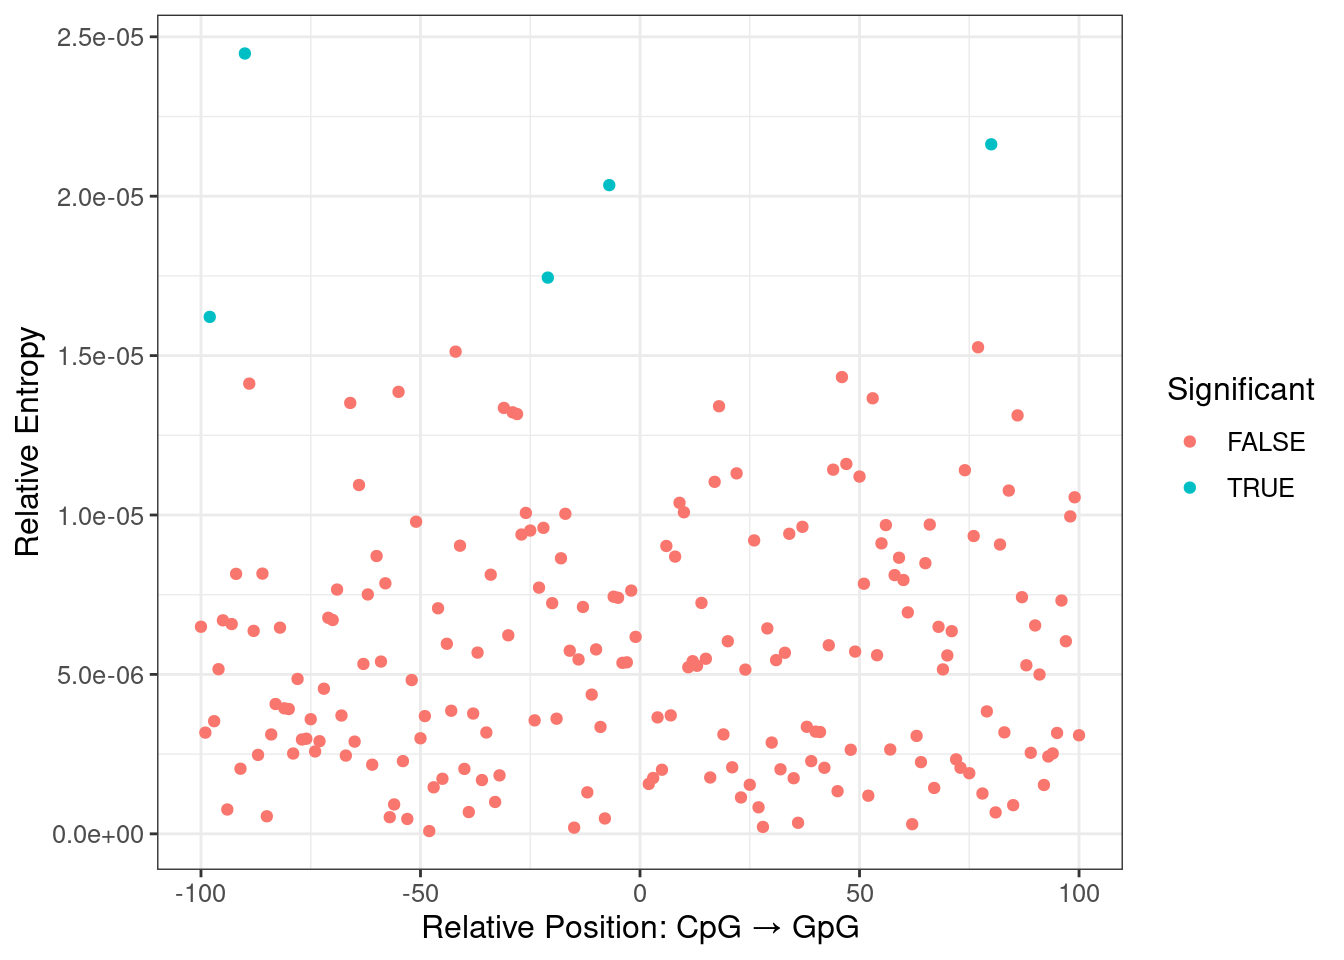 2.5e-05
2.0e-05
1.5e-05
1.0e-05
5.0e-06
0.0e+00
Relative Entropy
-100 -50 0 50 100
Relative Position: CpG → GpG
Significant
FALSE
TRUE